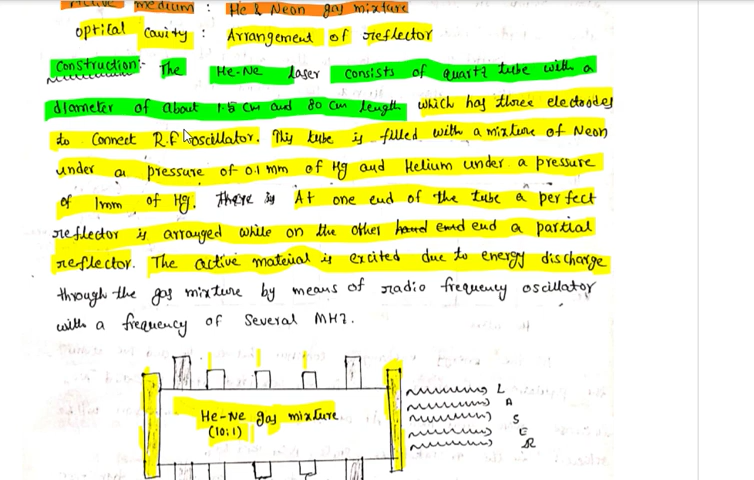 Active medium : He & Neon gas mixture
optical Cavity : Arrangement of reflector
Construction:- The He-Ne Laser consists of quartz tube with a
diameter of about 1.5 cm and 80 cm length which has three electrodes
to connect R.F oscillator. This tube is filled with a mixture of Neon
under a pressure of 0.1 mm of Hg and Helium under a pressure
of 1mm of Hg. There is At one end of the tube a perfect
reflector is arranged while on the other hand end end a partial
reflector. The active material is excited due to energy discharge
through the gas mixture by means of radio frequency oscillator
with a frequency of Several MHz.
He-Ne gas mixture
(10:1)
L
A
S
E
R